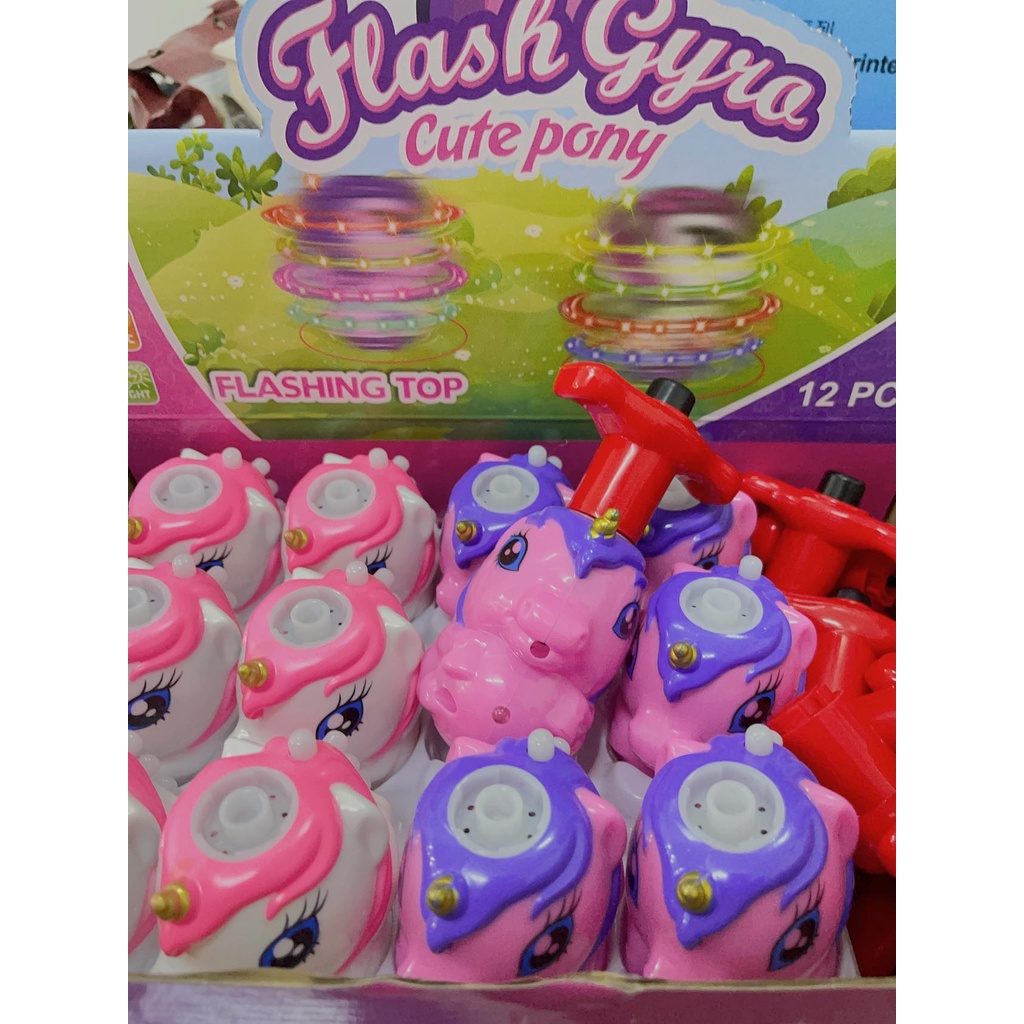 Flash Gyro
Cute pony
FLASHING TOP
12 PC